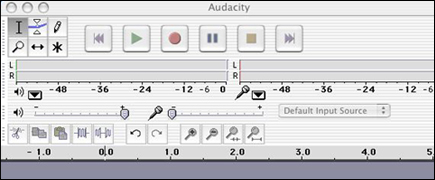 Audacity
L
R
-48 -36 -24 -12 -6 0
L
R
-48 -36 -24 -12 -6 0
- + - +
Default Input Source
-1.0 0.0 1.0 2.0 3.0 4.0 5